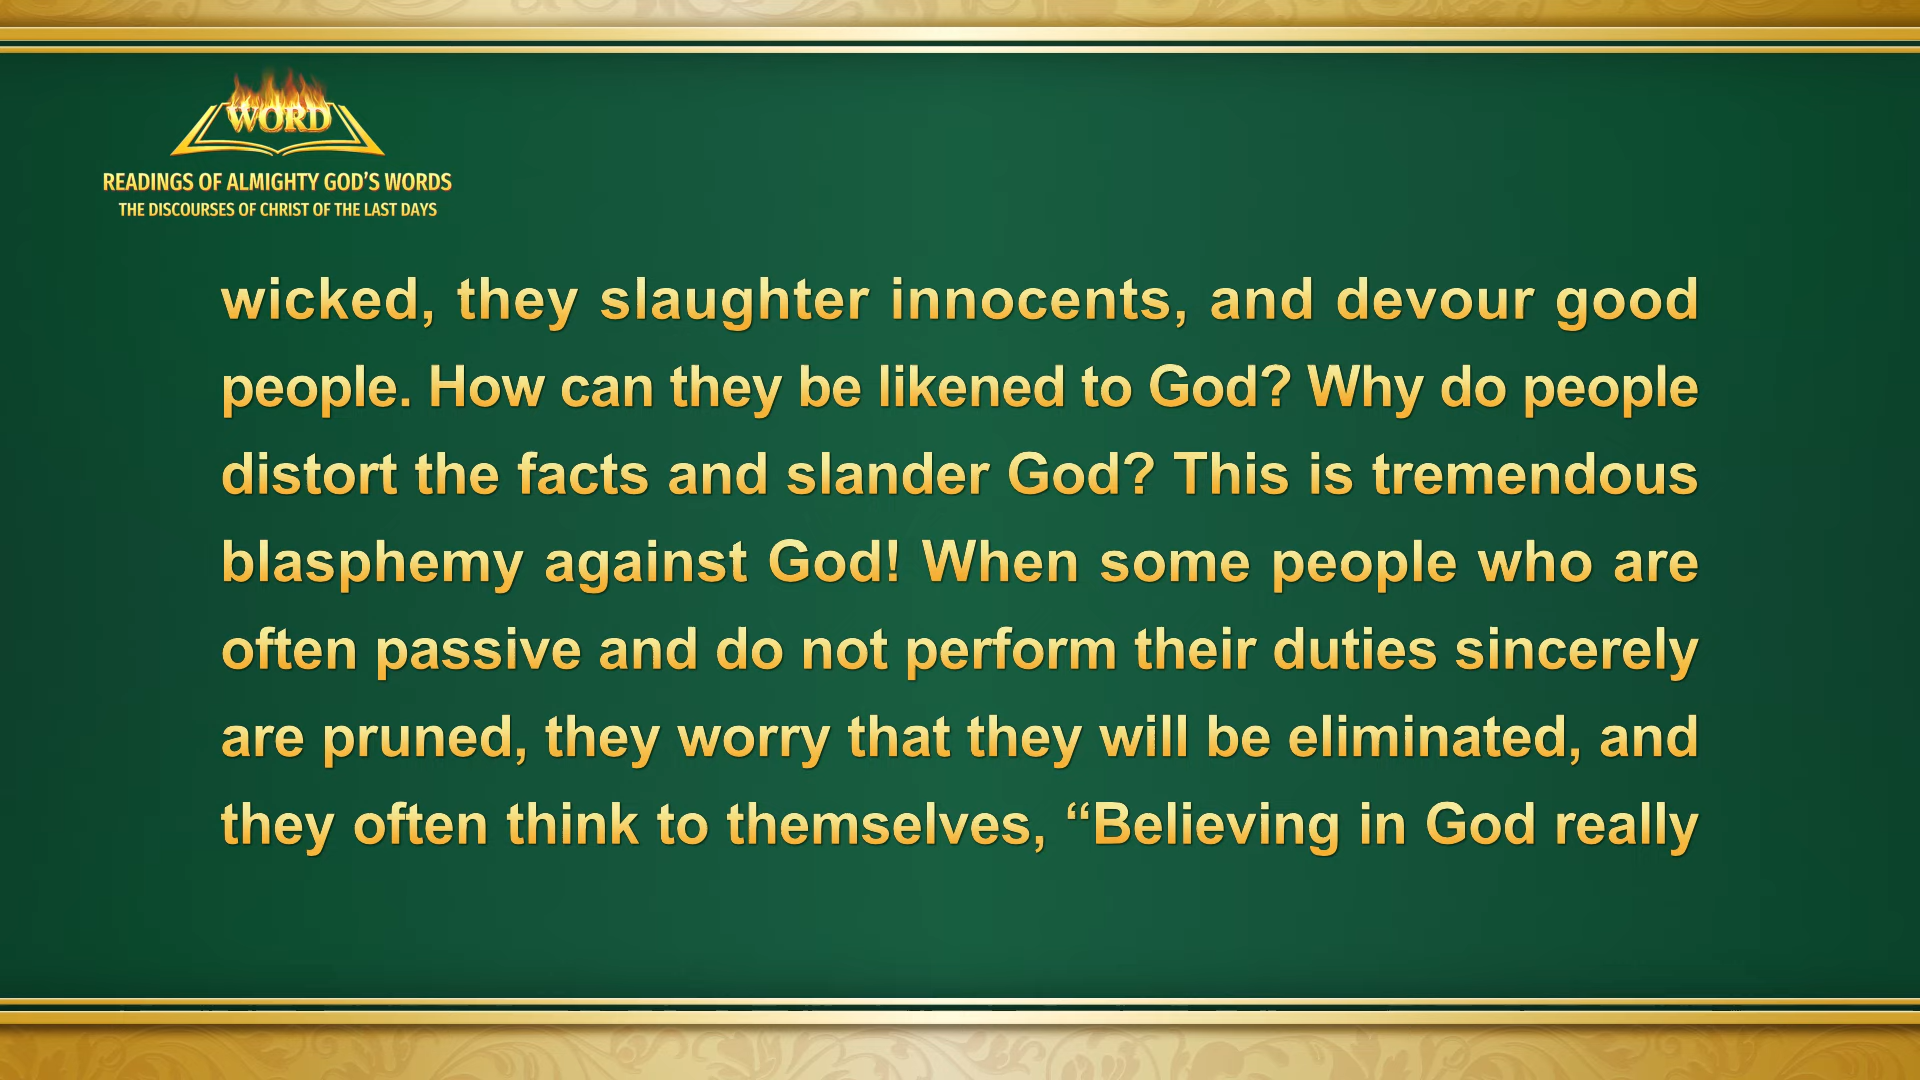 WORD
READINGS OF ALMIGHTY GOD'S WORDS
THE DISCOURSES OF CHRIST OF THE LAST DAYS
wicked, they slaughter innocents, and devour good
people. How can they be likened to God? Why do people
distort the facts and slander God? This is tremendous
blasphemy against God! When some people who are
often passive and do not perform their duties sincerely
are pruned, they worry that they will be eliminated, and
they often think to themselves, “Believing in God really